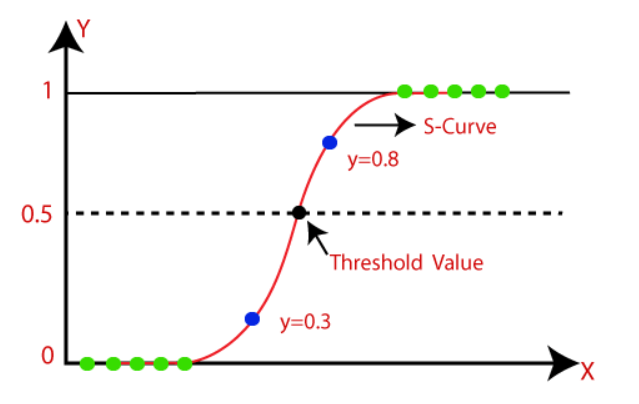 Y
1
S-Curve
y=0.8
0.5
Threshold Value
y=0.3
0
X